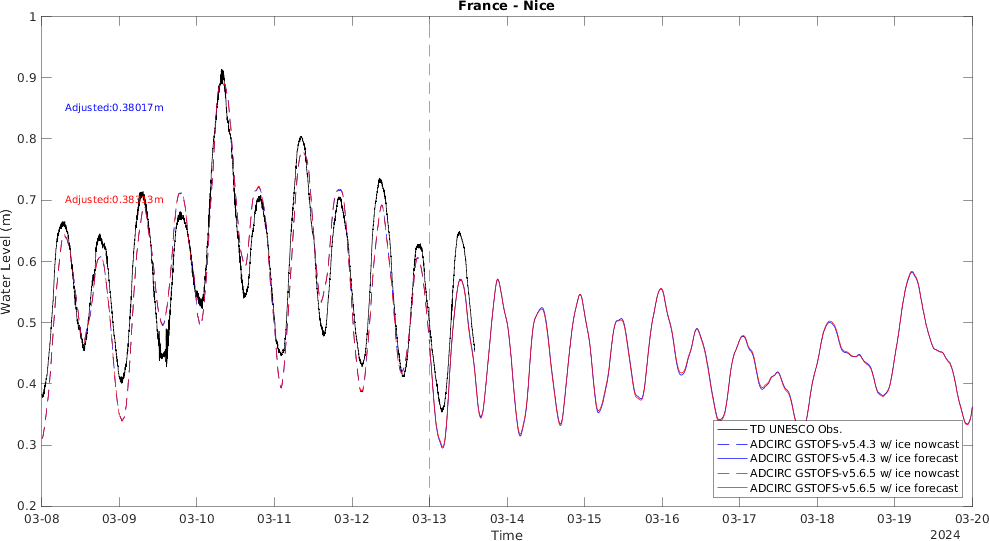 France - Nice
1
0.9
0.8
0.7
0.6
0.5
0.4
0.3
0.2
Water Level (m)
Adjusted:0.38017m
TD UNESCO Obs.
ADCIRC GSTOFS-v5.4.3 w/ ice nowcast
ADCIRC GSTOFS-v5.4.3 w/ ice forecast
ADCIRC GSTOFS-v5.6.5 w/ ice nowcast
ADCIRC GSTOFS-v5.6.5 w/ ice forecast
03-08 03-09 03-10 03-11 03-12 03-13 03-14 03-15 03-16 03-17 03-18 03-19 03-20
Time
2024